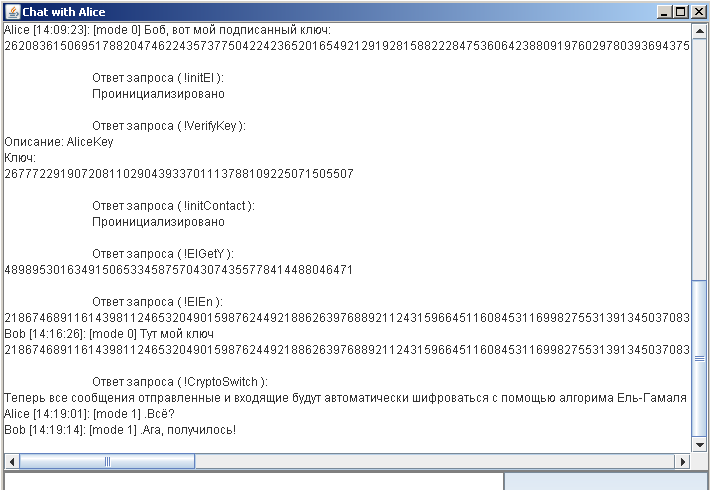 Chat with Alice
Alice [14:09:23]: [mode 0] Боб, вот мой подписанный ключ:
26208361506951788204746224357377504224236520165492129192815882228475360642388091976029780393694375
Ответ запроса ( !initEl ):
Проинициализировано
Ответ запроса ( !VerifyKey ):
Описание: AliceKey
Ключ:
26777229190720811029043933701113788109225071505507
Ответ запроса ( !initContact ):
Проинициализировано
Ответ запроса ( !ElGetY ):
48989530163491506533458757043074355778414488046471
Ответ запроса ( !ElEn ):
21867468911614398112465320490159876244921886263976889211243159664511608453116998275531391345037083
Bob [14:16:26]: [mode 0] Тут мой ключ
21867468911614398112465320490159876244921886263976889211243159664511608453116998275531391345037083
Ответ запроса ( !CryptoSwitch ):
Теперь все сообщения отправленные и входящие будут автоматически шифроваться с помощью алгорима Ель-Гамаля
Alice [14:19:01]: [mode 1] .Всё?
Bob [14:19:14]: [mode 1] .Ага, получилось!